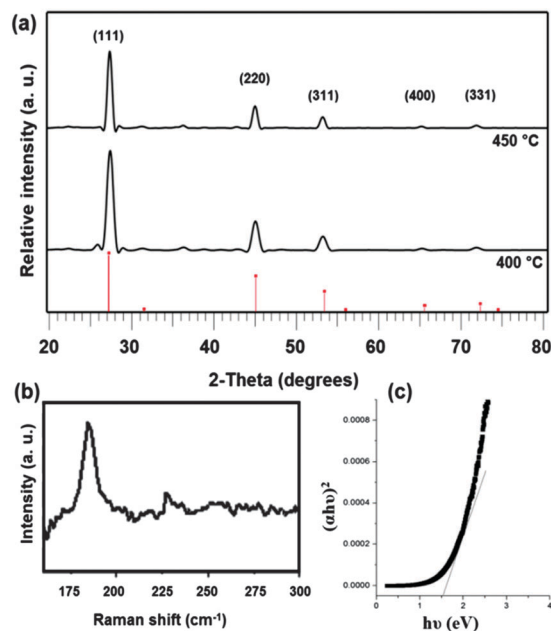 (a)
(111)
(220)
(311)
(400)
(331)
450 °C
400 °C
Relative intensity (a. u.)
20 30 40 50 60 70 80
2-Theta (degrees)
(b)
Intensity (a. u.)
175 200 225 250 275 300
Raman shift (cm-1)
(c)
(αhυ)2
0.0008
0.0006
0.0004
0.0002
0.0000
0 1 2 3 4
hυ (eV)